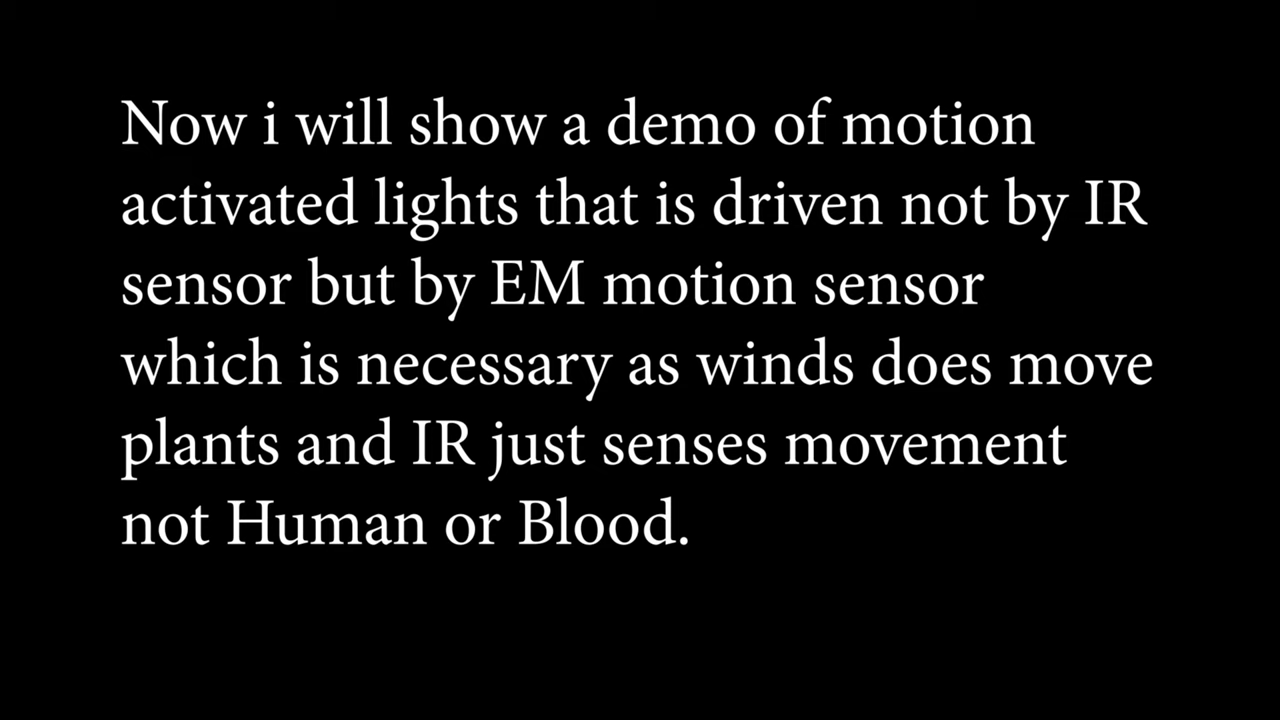 Now i will show a demo of motion
activated lights that is driven not by IR
sensor but by EM motion sensor
which is necessary as winds does move
plants and IR just senses movement
not Human or Blood.